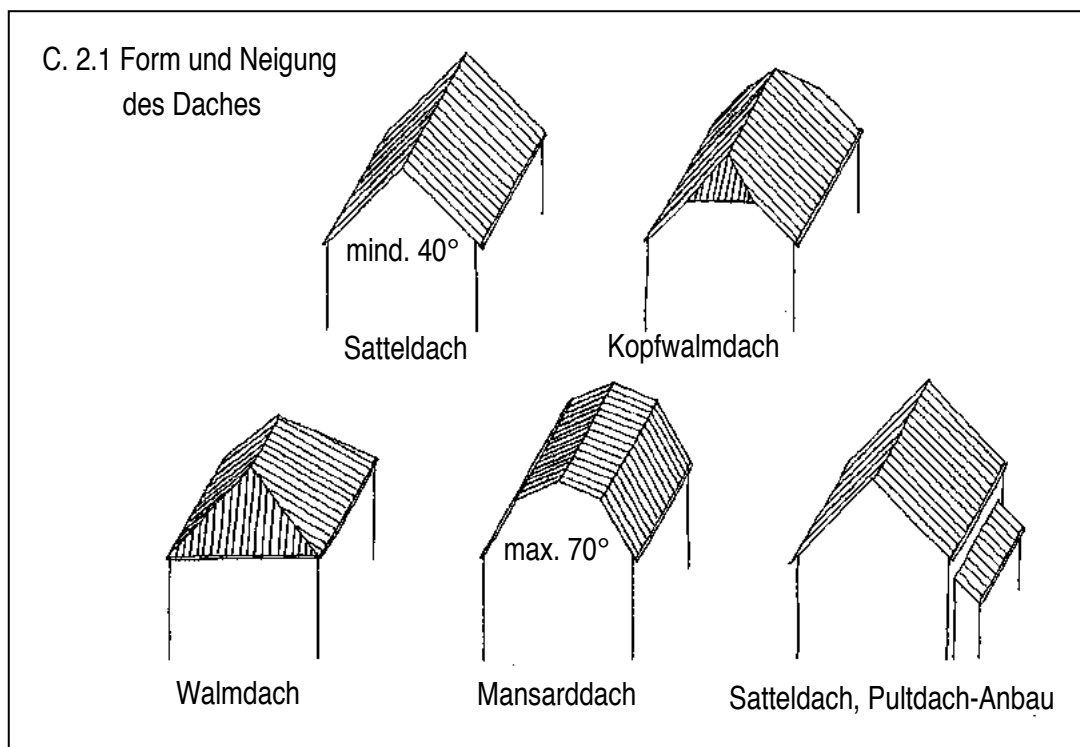 C. 2.1 Form und Neigung
des Daches
mind. 40°
Satteldach
Kopfwalmdach
max. 70°
Walmdach
Mansarddach
Satteldach, Pultdach-Anbau